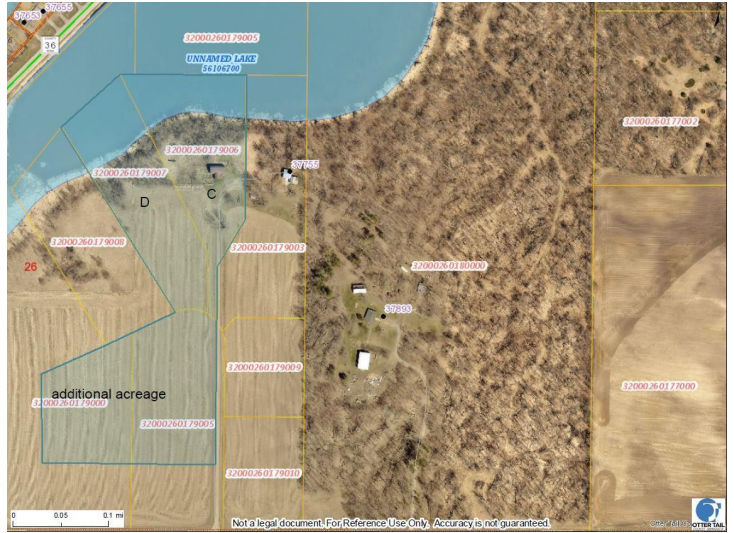 37655
37653
COUNTY
36
32000260179005
UNNAMED LAKE
56106700
32000260177002
32000260179006
37755
32000260179007
D
C
32000260179008
32000260179003
26
32000260180000
37893
32000260179009
32000260177000
additional acreage
32000260179000
32000260179005
32000260179010
0 0.05 0.1 mi
Not a legal document. For Reference Use Only. Accuracy is not guaranteed.
OTTER TAIL